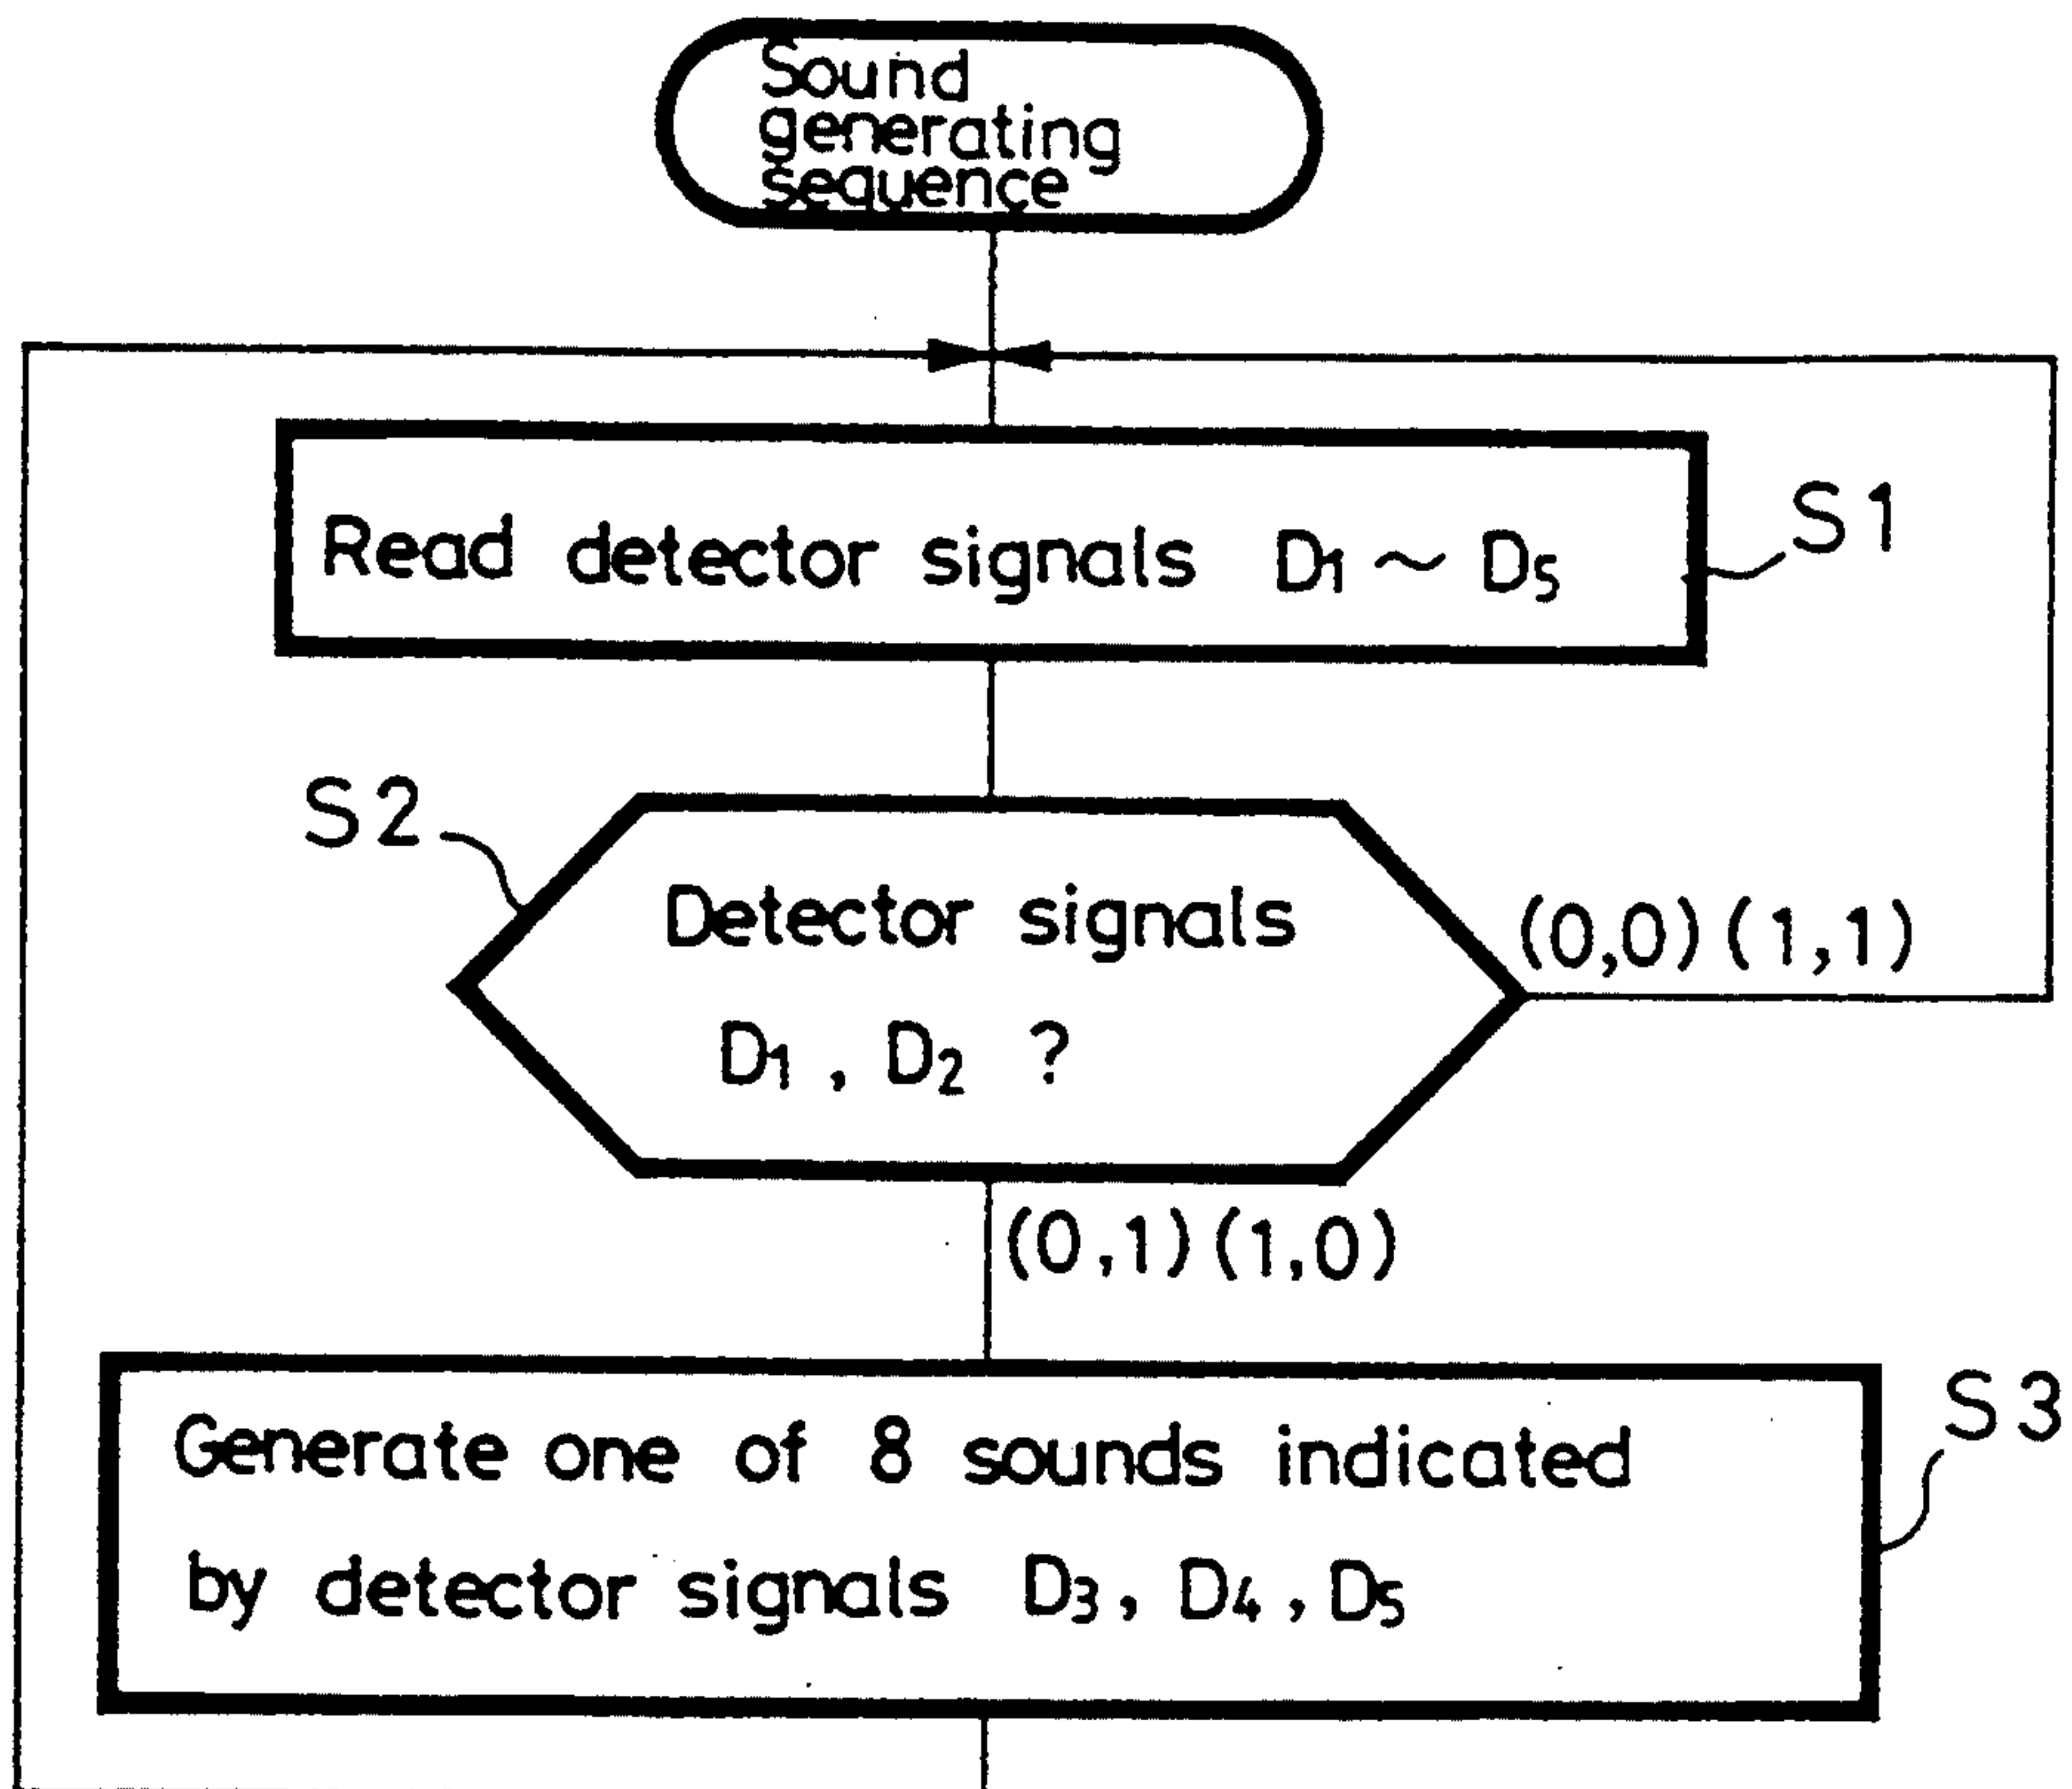 Sound
generating
sequence
Read detector signals D₁ ~ D₅
S1
S2
Detector signals
D₁ , D₂ ?
(0,0) (1,1)
(0,1) (1,0)
Generate one of 8 sounds indicated
by detector signals D₃, D₄, D₅
S3